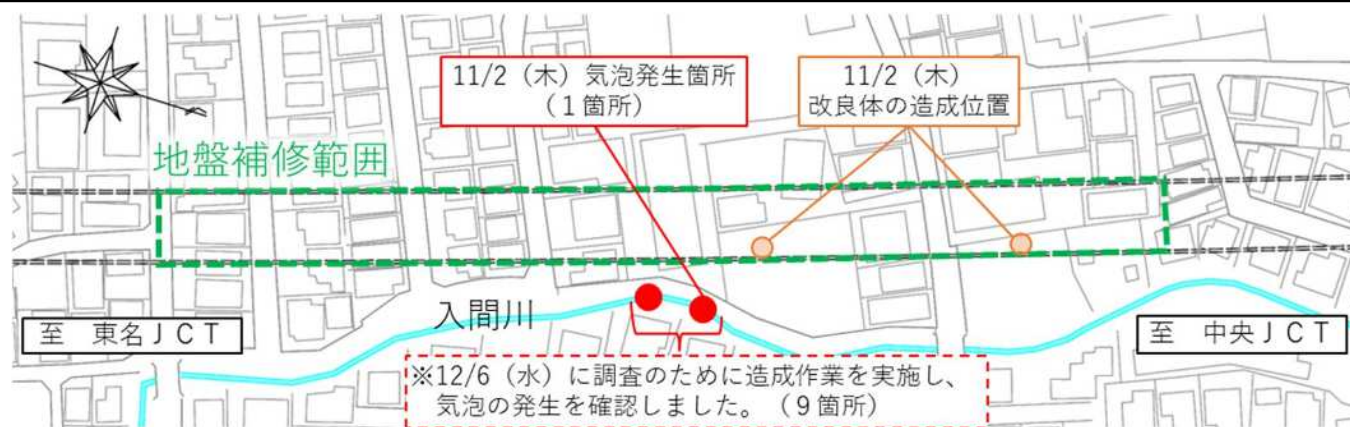 11/2（木）気泡発生箇所
（１箇所）
11/2（木）
改良体の造成位置
地盤補修範囲
入間川
至　東名ＪＣＴ
至　中央ＪＣＴ
※12/6（水）に調査のために造成作業を実施し、
気泡の発生を確認しました。（９箇所）